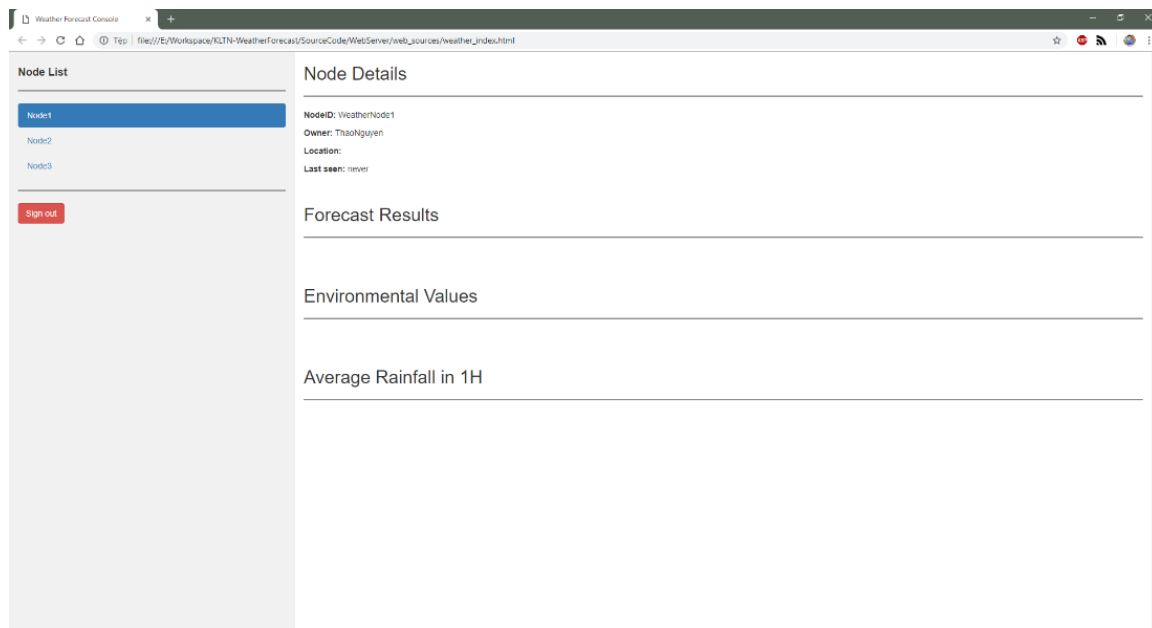 Weather Forecast Console
Tệp
file:///E:/Workspace/KLTN-WeatherForecast/SourceCode/WebServer/web_sources/weather_index.html
Node List
Node1
Node2
Node3
Sign out
Node Details
NodeID: WeatherNode1
Owner: ThaoNguyen
Location:
Last seen: never
Forecast Results
Environmental Values
Average Rainfall in 1H